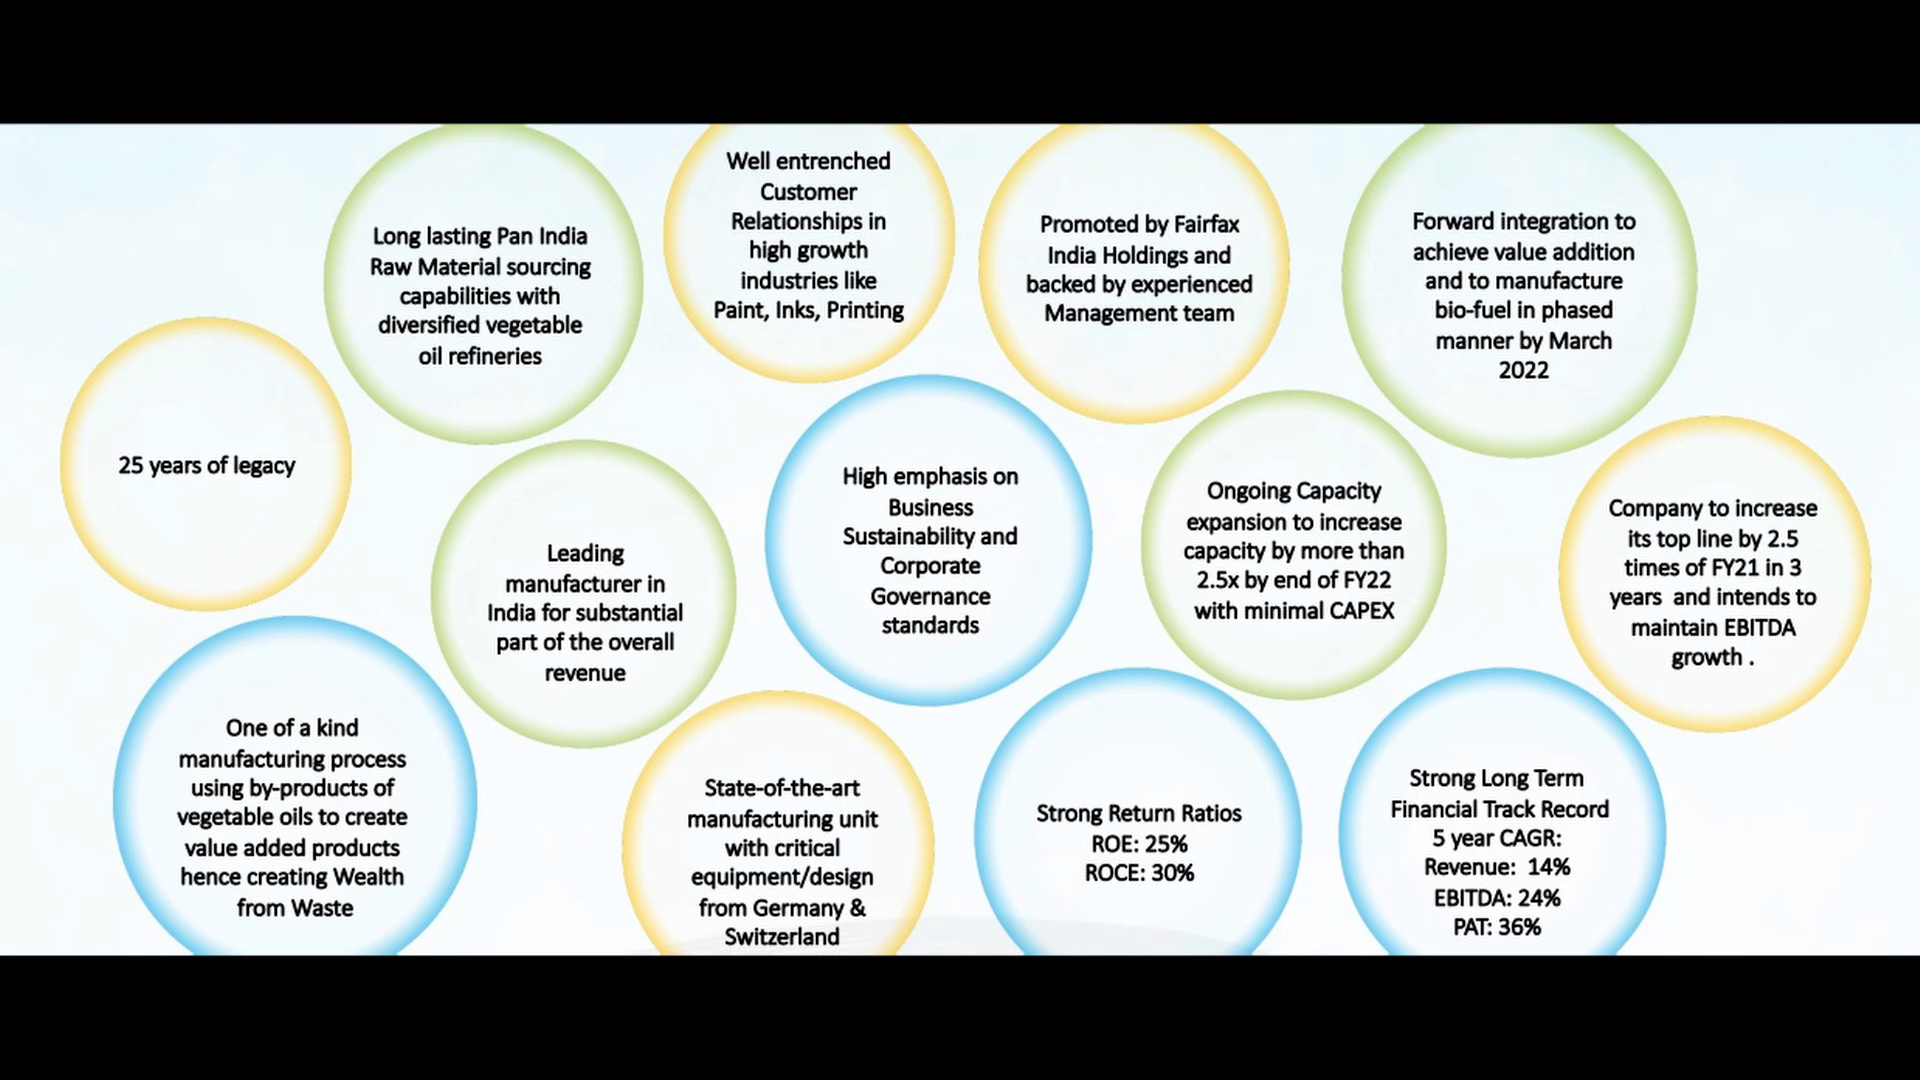 Long lasting Pan India
Raw Material sourcing
capabilities with
diversified vegetable
oil refineries
Well entrenched
Customer
Relationships in
high growth
industries like
Paint, Inks, Printing
Promoted by Fairfax
India Holdings and
backed by experienced
Management team
Forward integration to
achieve value addition
and to manufacture
bio-fuel in phased
manner by March
2022
25 years of legacy
Leading
manufacturer in
India for substantial
part of the overall
revenue
High emphasis on
Business
Sustainability and
Corporate
Governance
standards
Ongoing Capacity
expansion to increase
capacity by more than
2.5x by end of FY22
with minimal CAPEX
Company to increase
its top line by 2.5
times of FY21 in 3
years and intends to
maintain EBITDA
growth .
One of a kind
manufacturing process
using by-products of
vegetable oils to create
value added products
hence creating Wealth
from Waste
State-of-the-art
manufacturing unit
with critical
equipment/design
from Germany &
Switzerland
Strong Return Ratios
ROE: 25%
ROCE: 30%
Strong Long Term
Financial Track Record
5 year CAGR:
Revenue: 14%
EBITDA: 24%
PAT: 36%